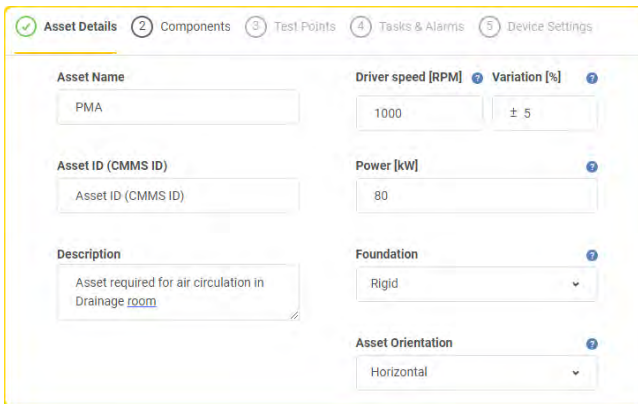 Asset Details 2 Components 3 Test Points 4 Tasks & Alarms 5 Device Settings
Asset Name
PMA
Asset ID (CMMS ID)
Asset ID (CMMS ID)
Description
Asset required for air circulation in
Drainage room
Driver speed [RPM] ? Variation [%] ?
1000 ± 5
Power [kW] ?
80
Foundation ?
Rigid
Asset Orientation ?
Horizontal